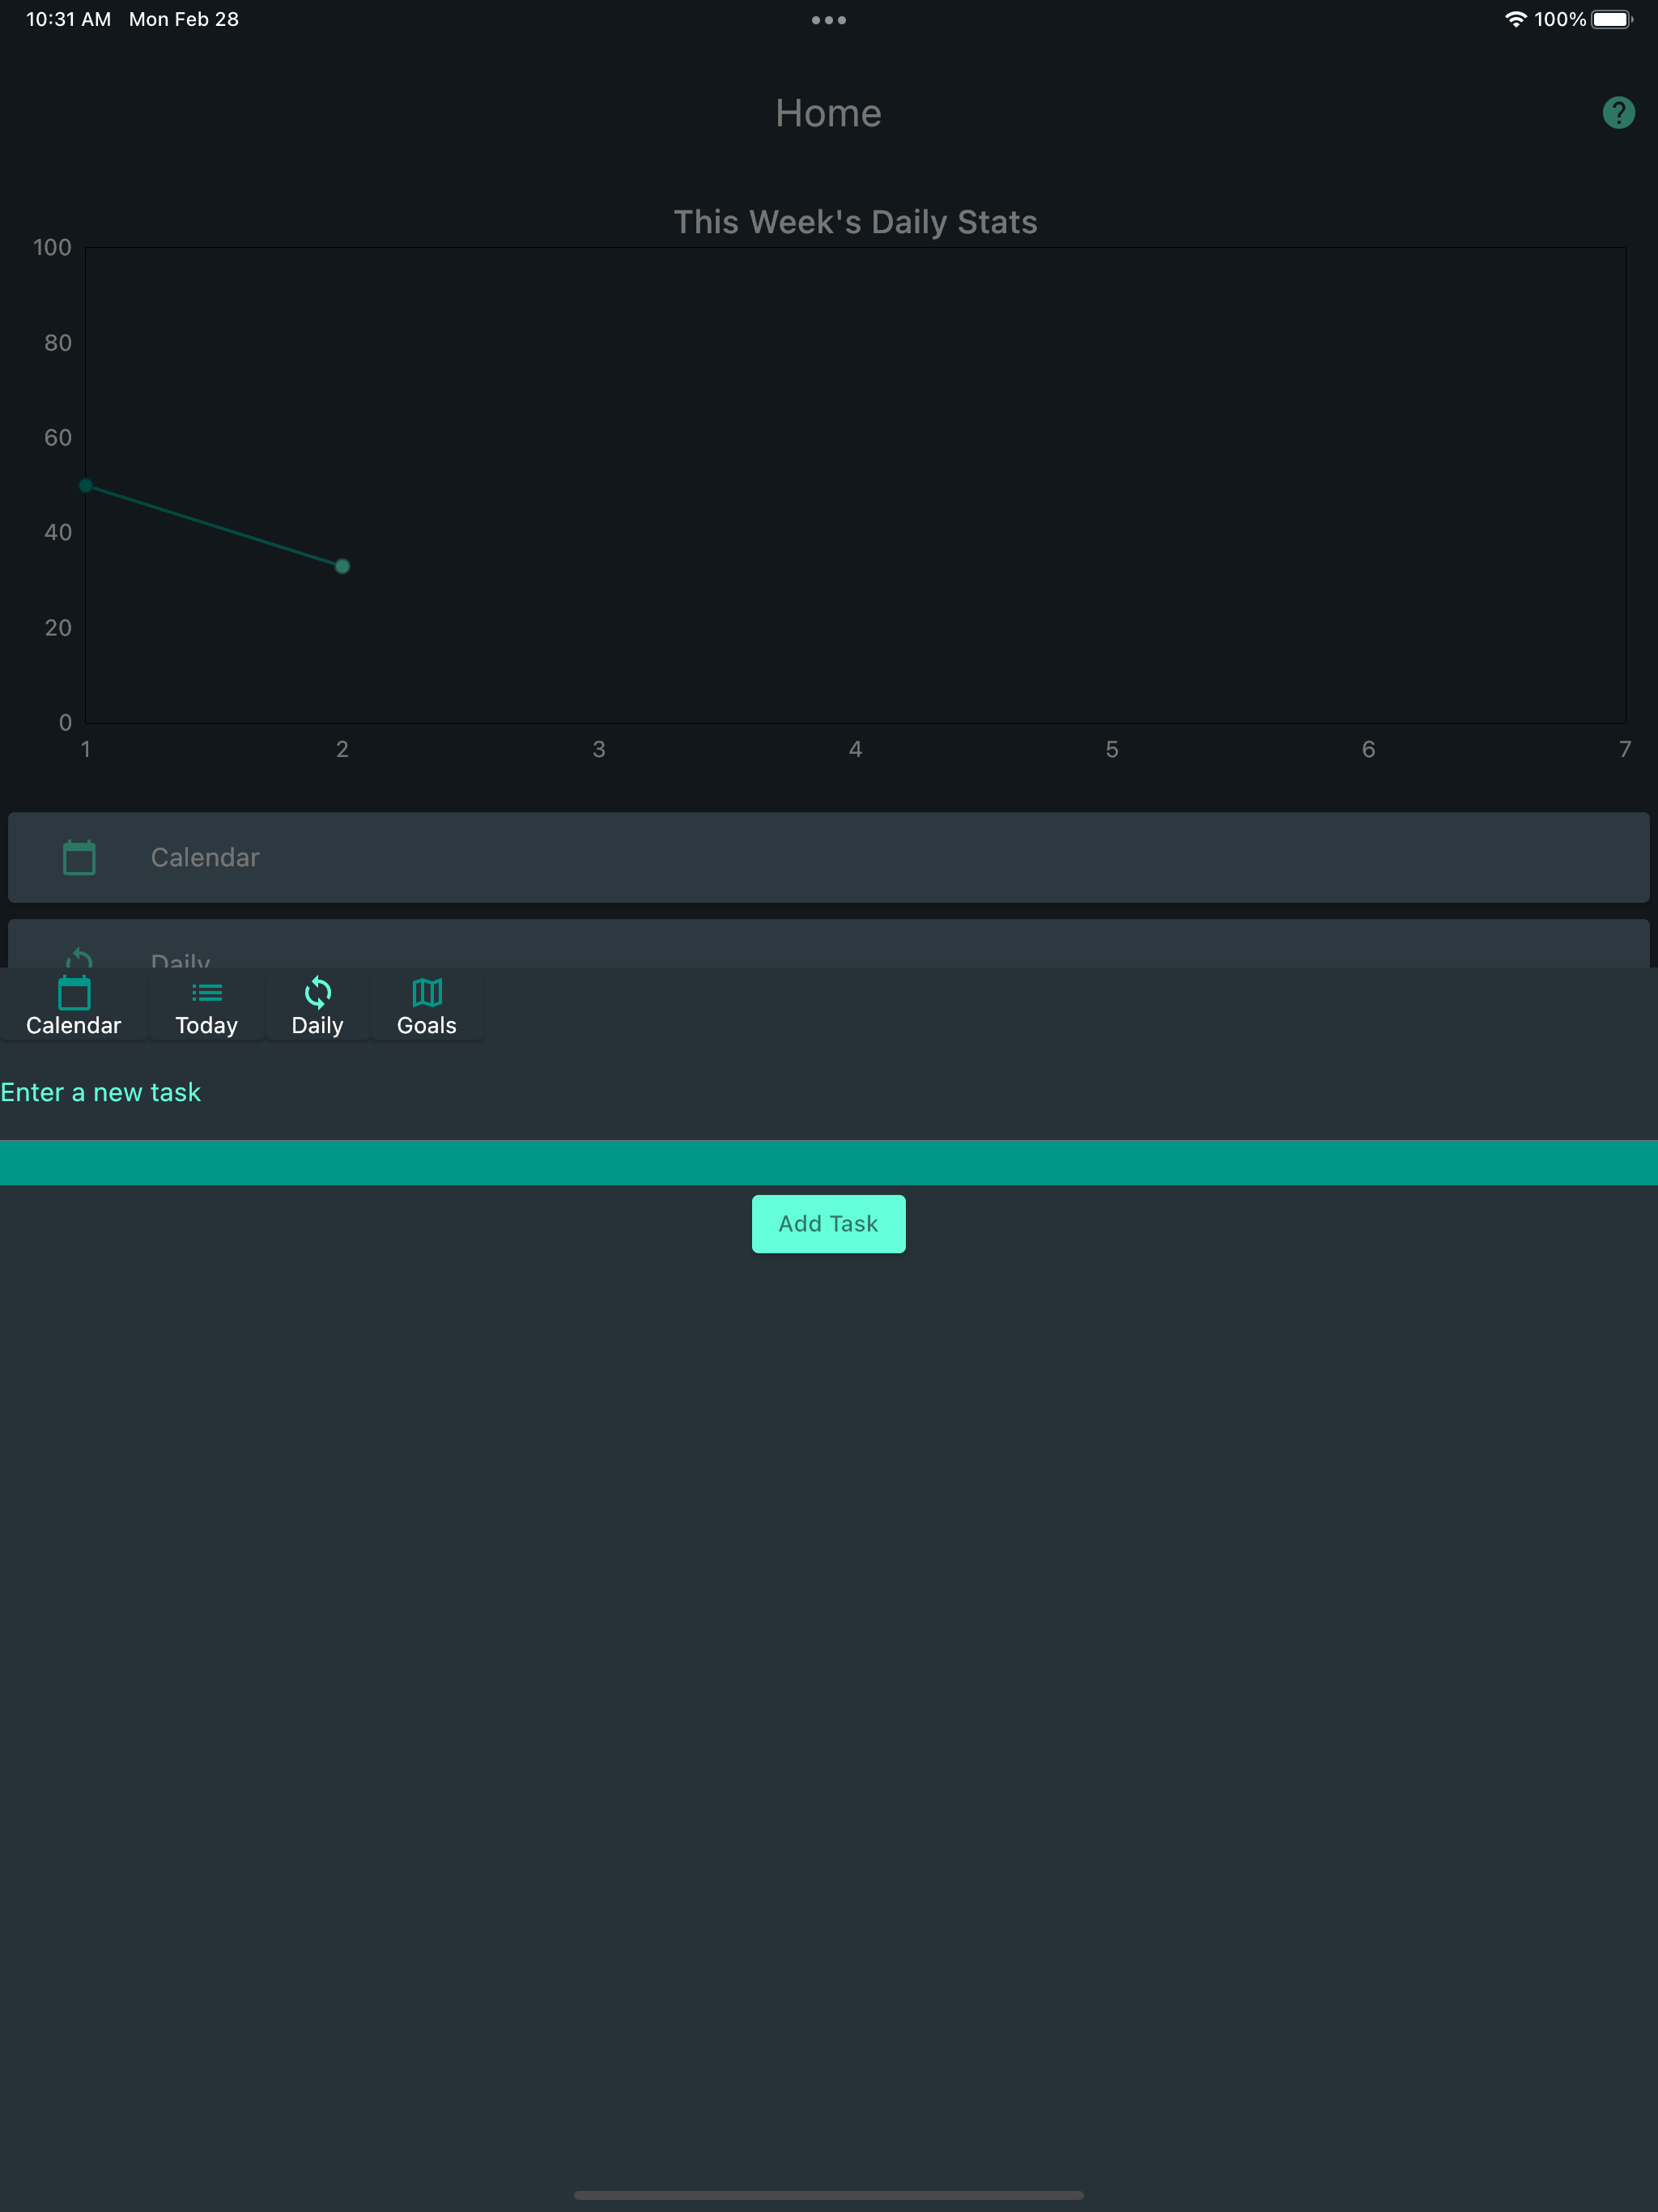 10:31 AM Mon Feb 28 100%
Home
This Week's Daily Stats
100
80
60
40
20
0
1 2 3 4 5 6 7
Calendar
Daily
Calendar Today Daily Goals
Enter a new task
Add Task